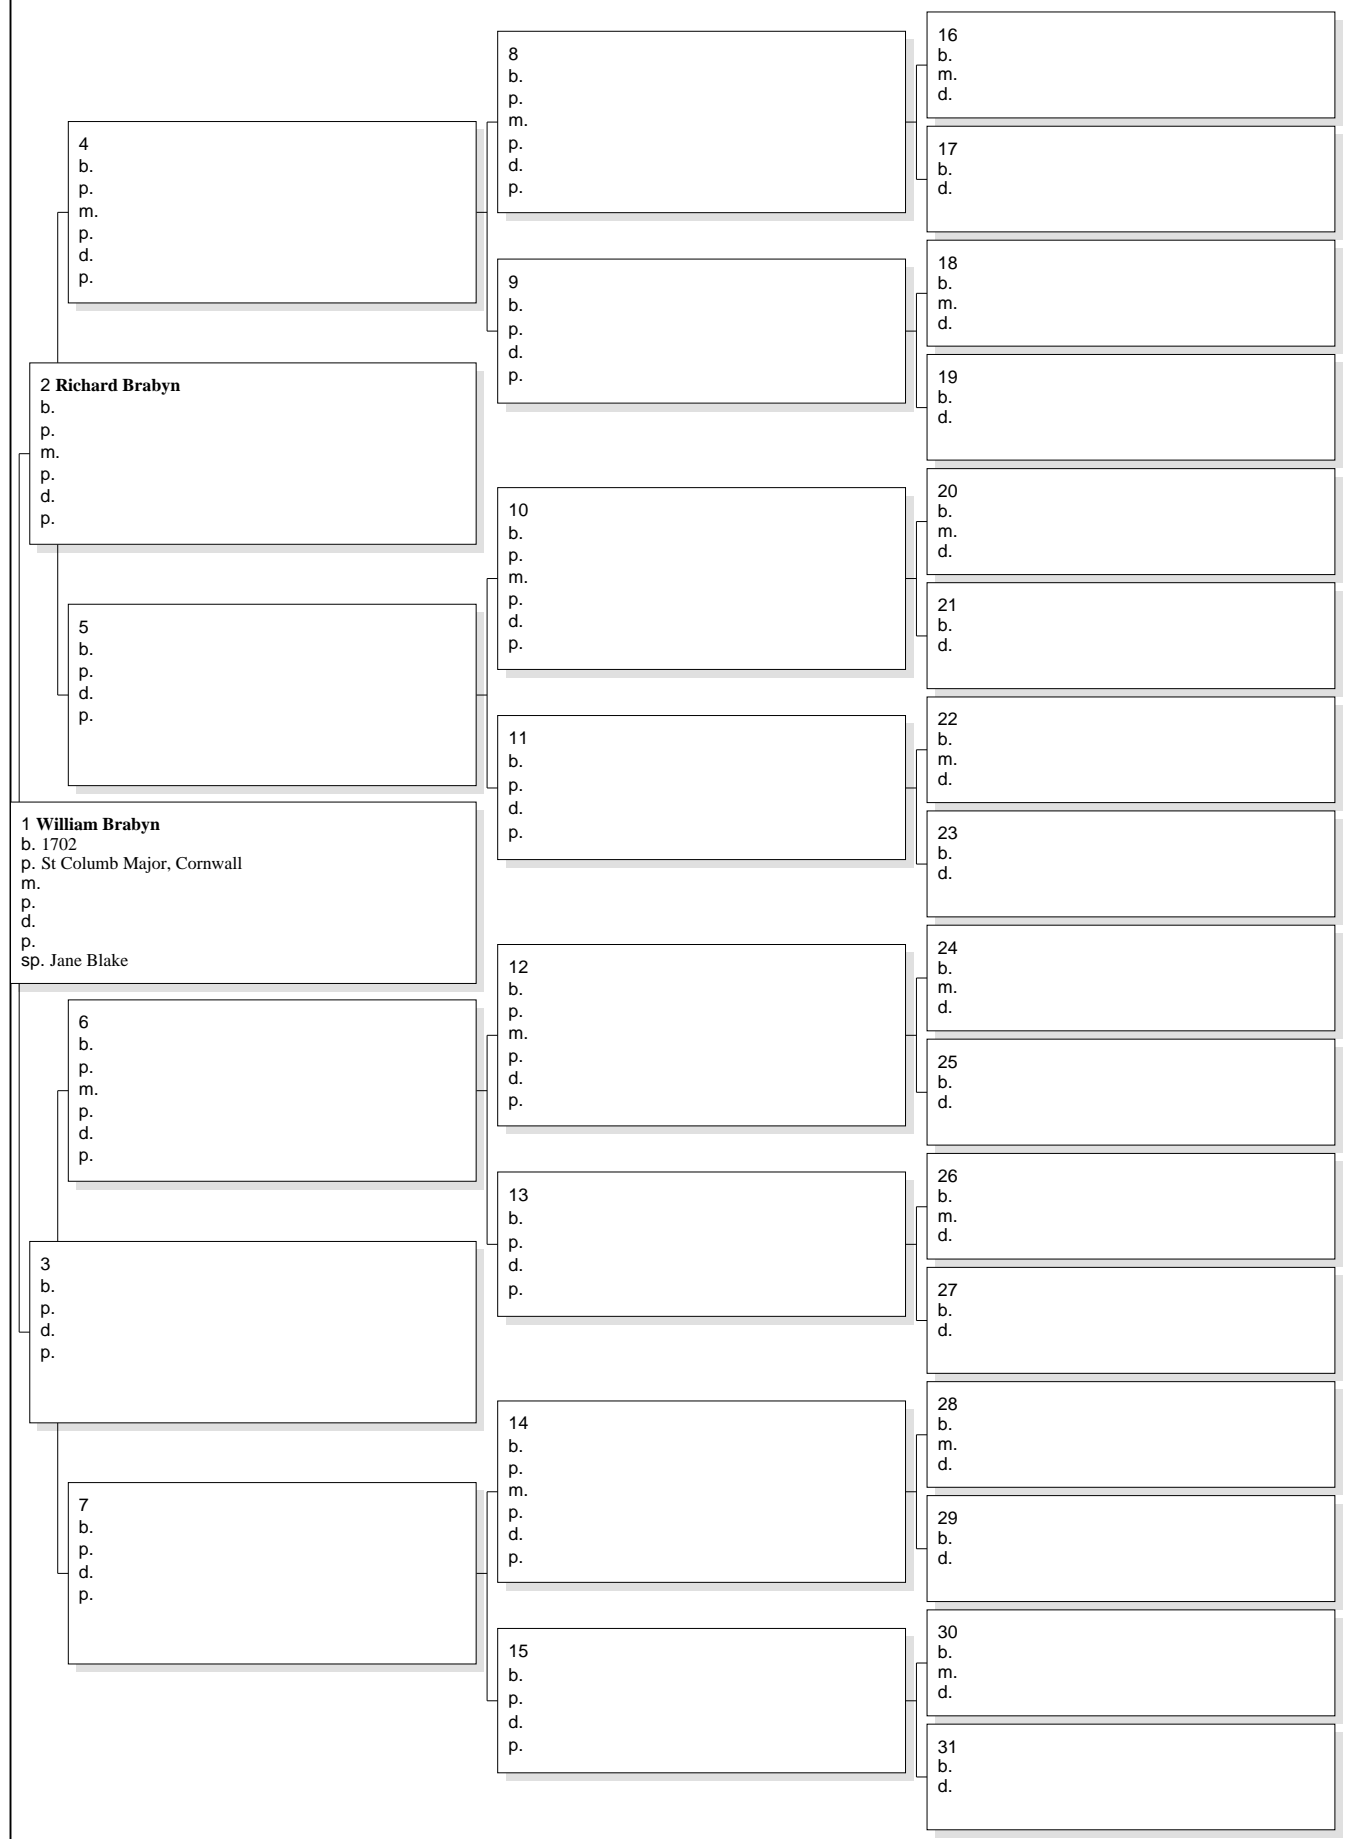 16
b.
m.
d.
8
b.
p.
m.
p.
d.
p.
17
b.
d.
4
b.
p.
m.
p.
d.
p.
18
b.
m.
d.
9
b.
p.
d.
p.
19
b.
d.
2 Richard Brabyn
b.
p.
m.
p.
d.
p.
20
b.
m.
d.
10
b.
p.
m.
p.
d.
p.
21
b.
d.
5
b.
p.
d.
p.
22
b.
m.
d.
11
b.
p.
d.
p.
23
b.
d.
1 William Brabyn
b. 1702
p. St Columb Major, Cornwall
m.
p.
d.
p.
sp. Jane Blake
24
b.
m.
d.
12
b.
p.
m.
p.
d.
p.
25
b.
d.
6
b.
p.
m.
p.
d.
p.
26
b.
m.
d.
13
b.
p.
d.
p.
27
b.
d.
3
b.
p.
d.
p.
28
b.
m.
d.
14
b.
p.
m.
p.
d.
p.
29
b.
d.
7
b.
p.
d.
p.
30
b.
m.
d.
15
b.
p.
d.
p.
31
b.
d.